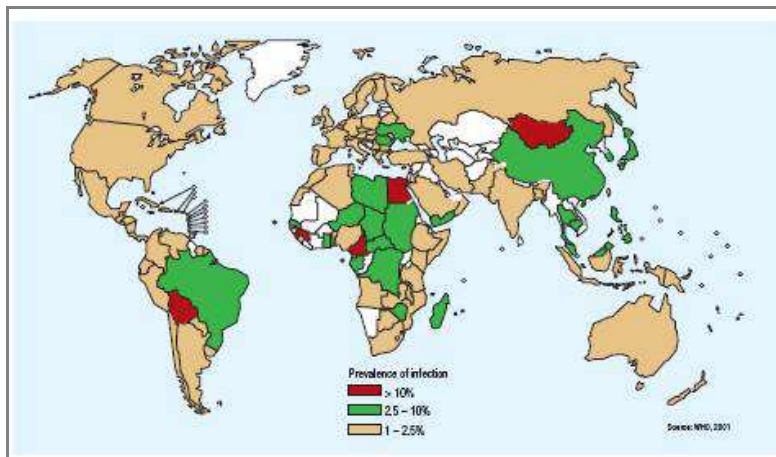 Prevalence of infection
> 10%
2.5 – 10%
1 – 2.5%
Source: WHO, 2001